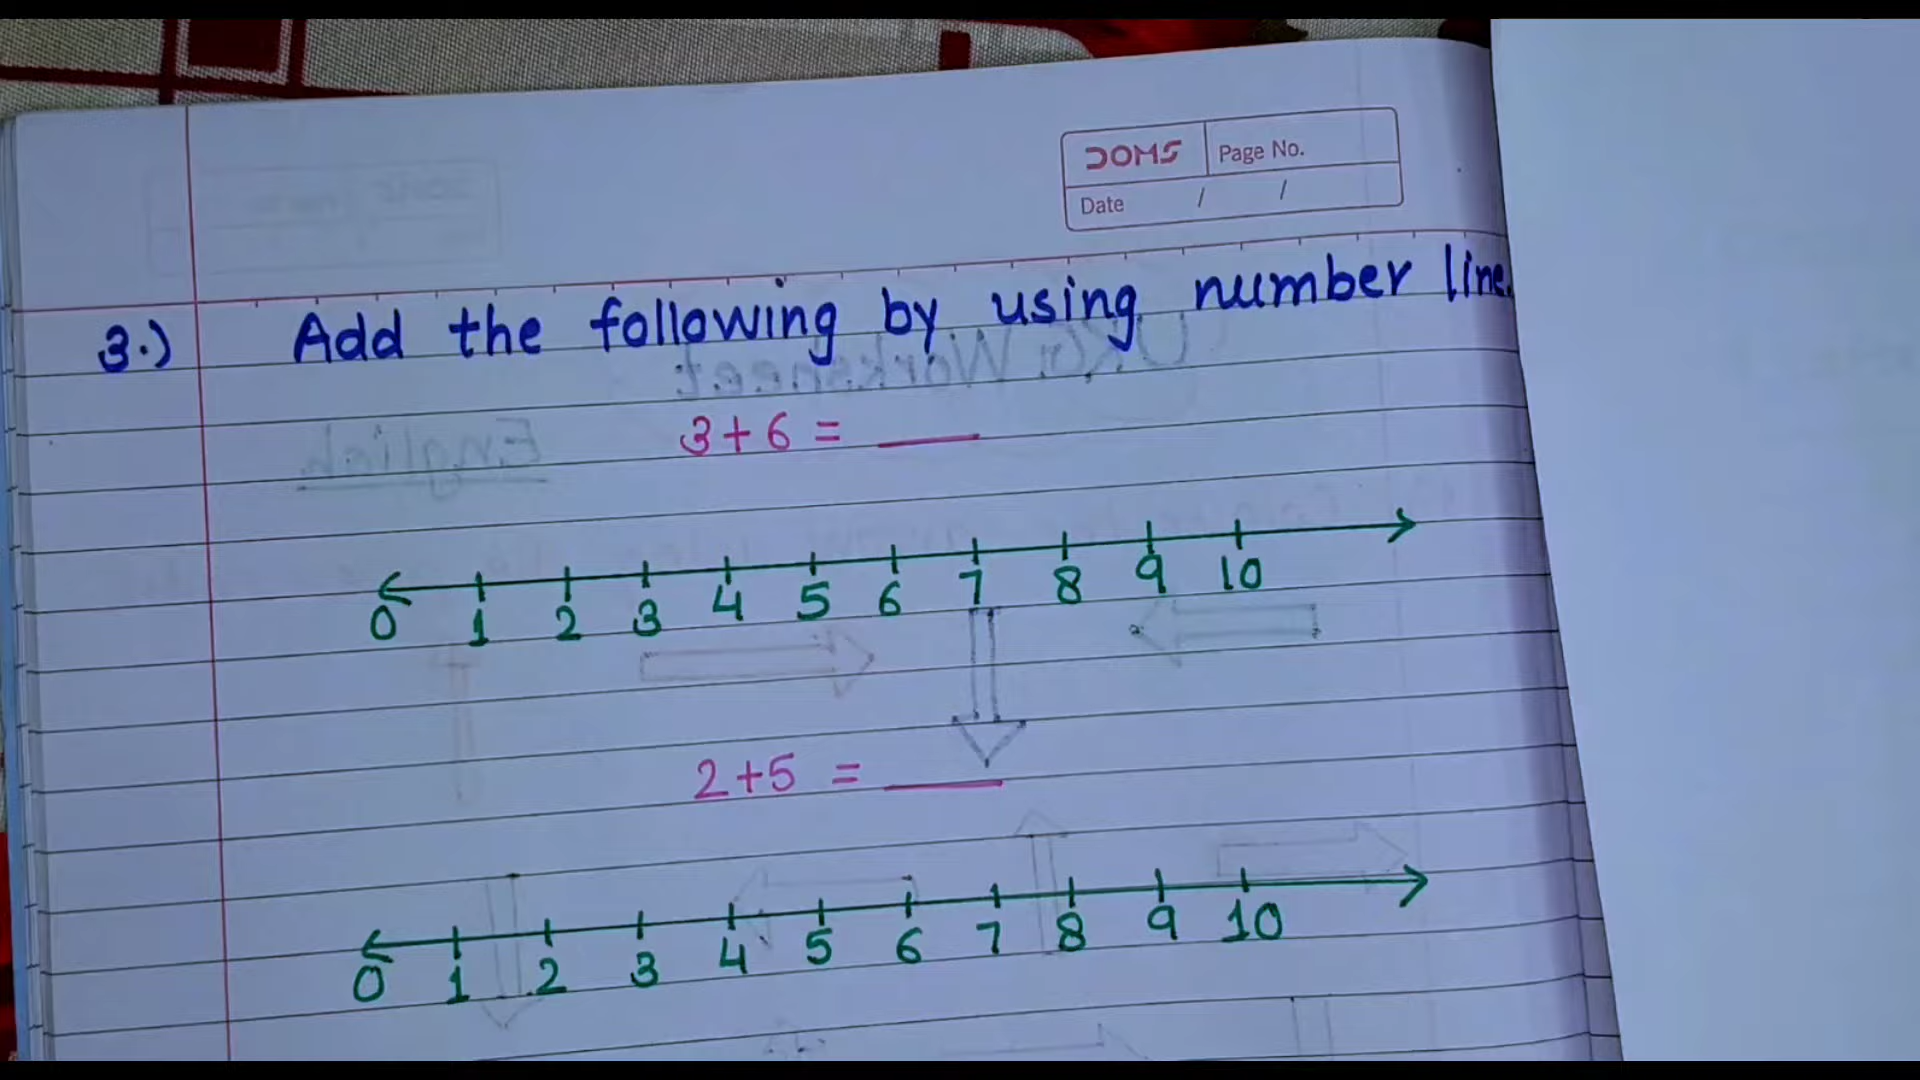 DOMS Page No.
Date / /
3.) Add the following by using number line.
3+6 = ____
0 1 2 3 4 5 6 7 8 9 10
2+5 = ____
0 1 2 3 4 5 6 7 8 9 10